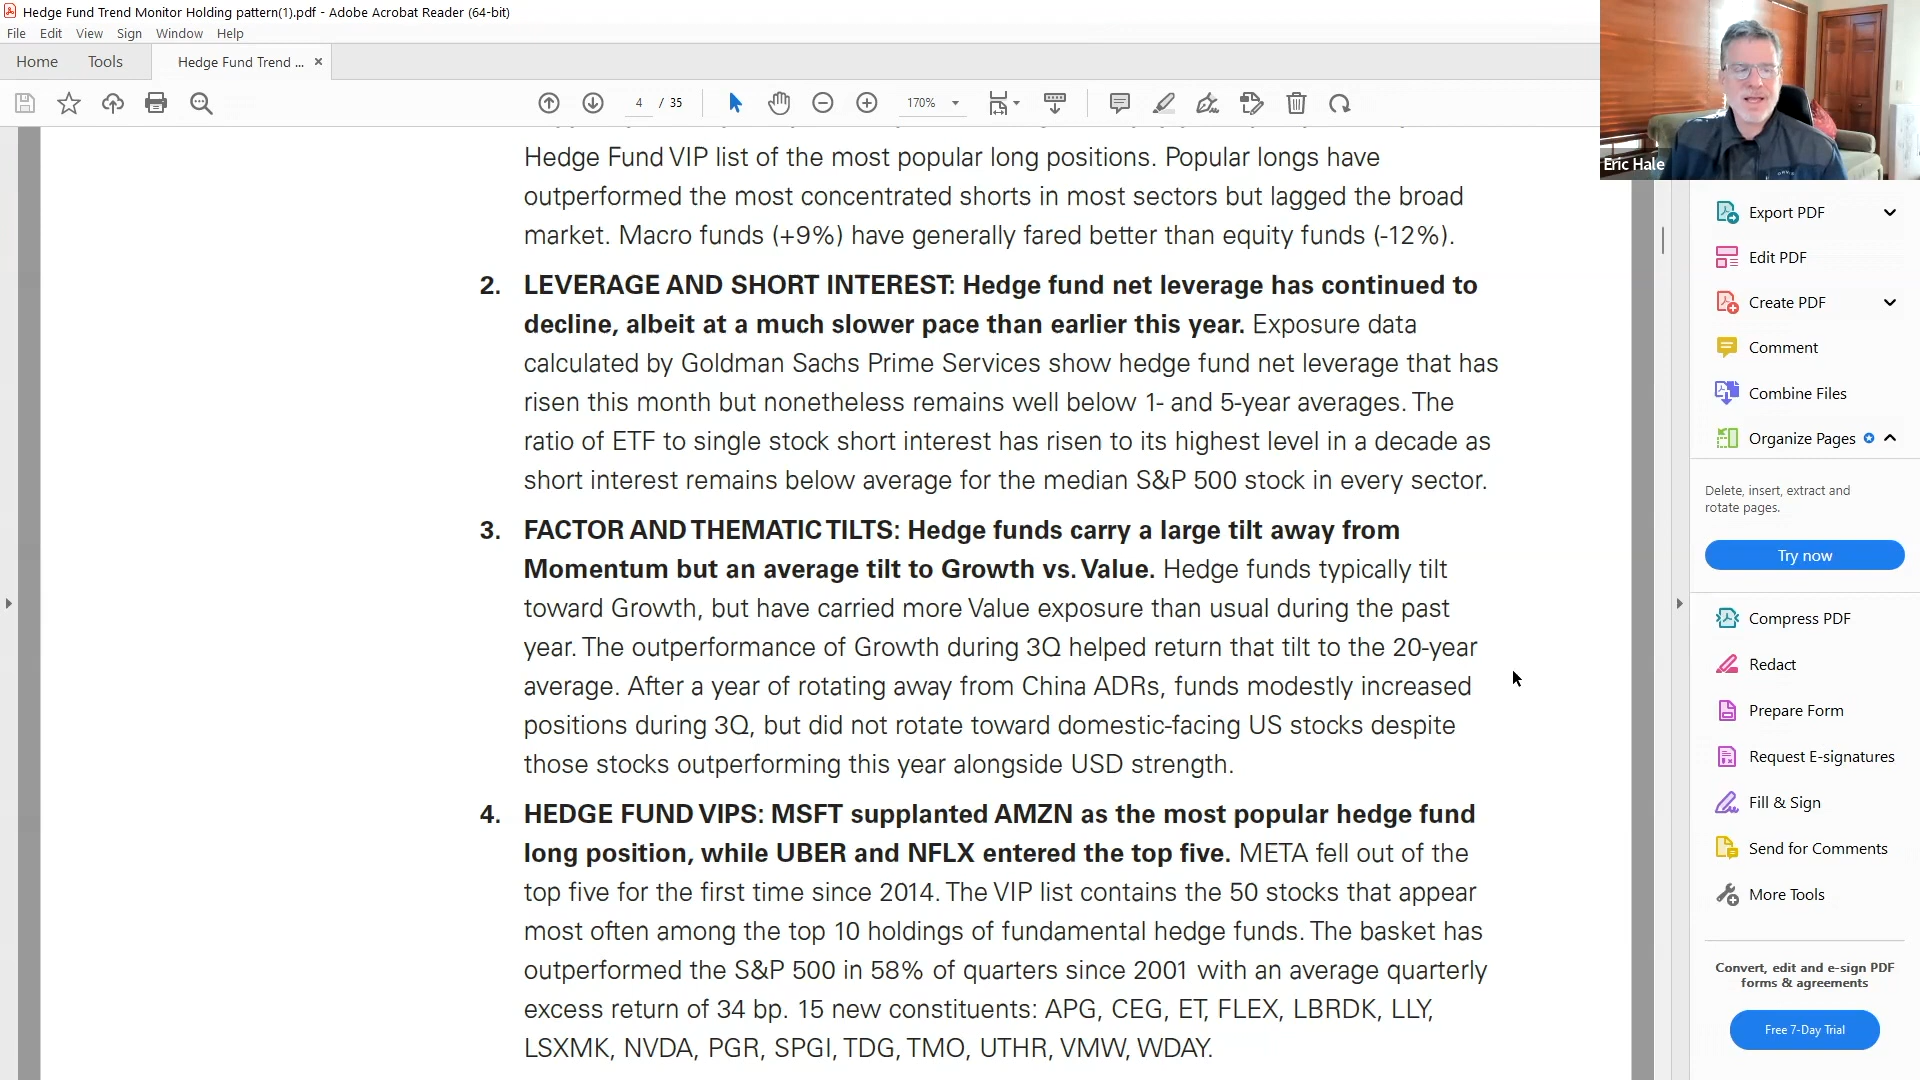 Hedge Fund Trend Monitor Holding pattern(1).pdf - Adobe Acrobat Reader (64-bit)
File Edit View Sign Window Help
Home Tools Hedge Fund Trend ... ×
4 / 35 170%
Eric Hale
Hedge Fund VIP list of the most popular long positions. Popular longs have
outperformed the most concentrated shorts in most sectors but lagged the broad
market. Macro funds (+9%) have generally fared better than equity funds (-12%).
2. LEVERAGE AND SHORT INTEREST: Hedge fund net leverage has continued to
decline, albeit at a much slower pace than earlier this year. Exposure data
calculated by Goldman Sachs Prime Services show hedge fund net leverage that has
risen this month but nonetheless remains well below 1- and 5-year averages. The
ratio of ETF to single stock short interest has risen to its highest level in a decade as
short interest remains below average for the median S&P 500 stock in every sector.
3. FACTOR AND THEMATIC TILTS: Hedge funds carry a large tilt away from
Momentum but an average tilt to Growth vs. Value. Hedge funds typically tilt
toward Growth, but have carried more Value exposure than usual during the past
year. The outperformance of Growth during 3Q helped return that tilt to the 20-year
average. After a year of rotating away from China ADRs, funds modestly increased
positions during 3Q, but did not rotate toward domestic-facing US stocks despite
those stocks outperforming this year alongside USD strength.
4. HEDGE FUND VIPS: MSFT supplanted AMZN as the most popular hedge fund
long position, while UBER and NFLX entered the top five. META fell out of the
top five for the first time since 2014. The VIP list contains the 50 stocks that appear
most often among the top 10 holdings of fundamental hedge funds. The basket has
outperformed the S&P 500 in 58% of quarters since 2001 with an average quarterly
excess return of 34 bp. 15 new constituents: APG, CEG, ET, FLEX, LBRDK, LLY,
LSXMK, NVDA, PGR, SPGI, TDG, TMO, UTHR, VMW, WDAY.
Export PDF
Edit PDF
Create PDF
Comment
Combine Files
Organize Pages
Delete, insert, extract and
rotate pages.
Try now
Compress PDF
Redact
Prepare Form
Request E-signatures
Fill & Sign
Send for Comments
More Tools
Convert, edit and e-sign PDF
forms & agreements
Free 7-Day Trial